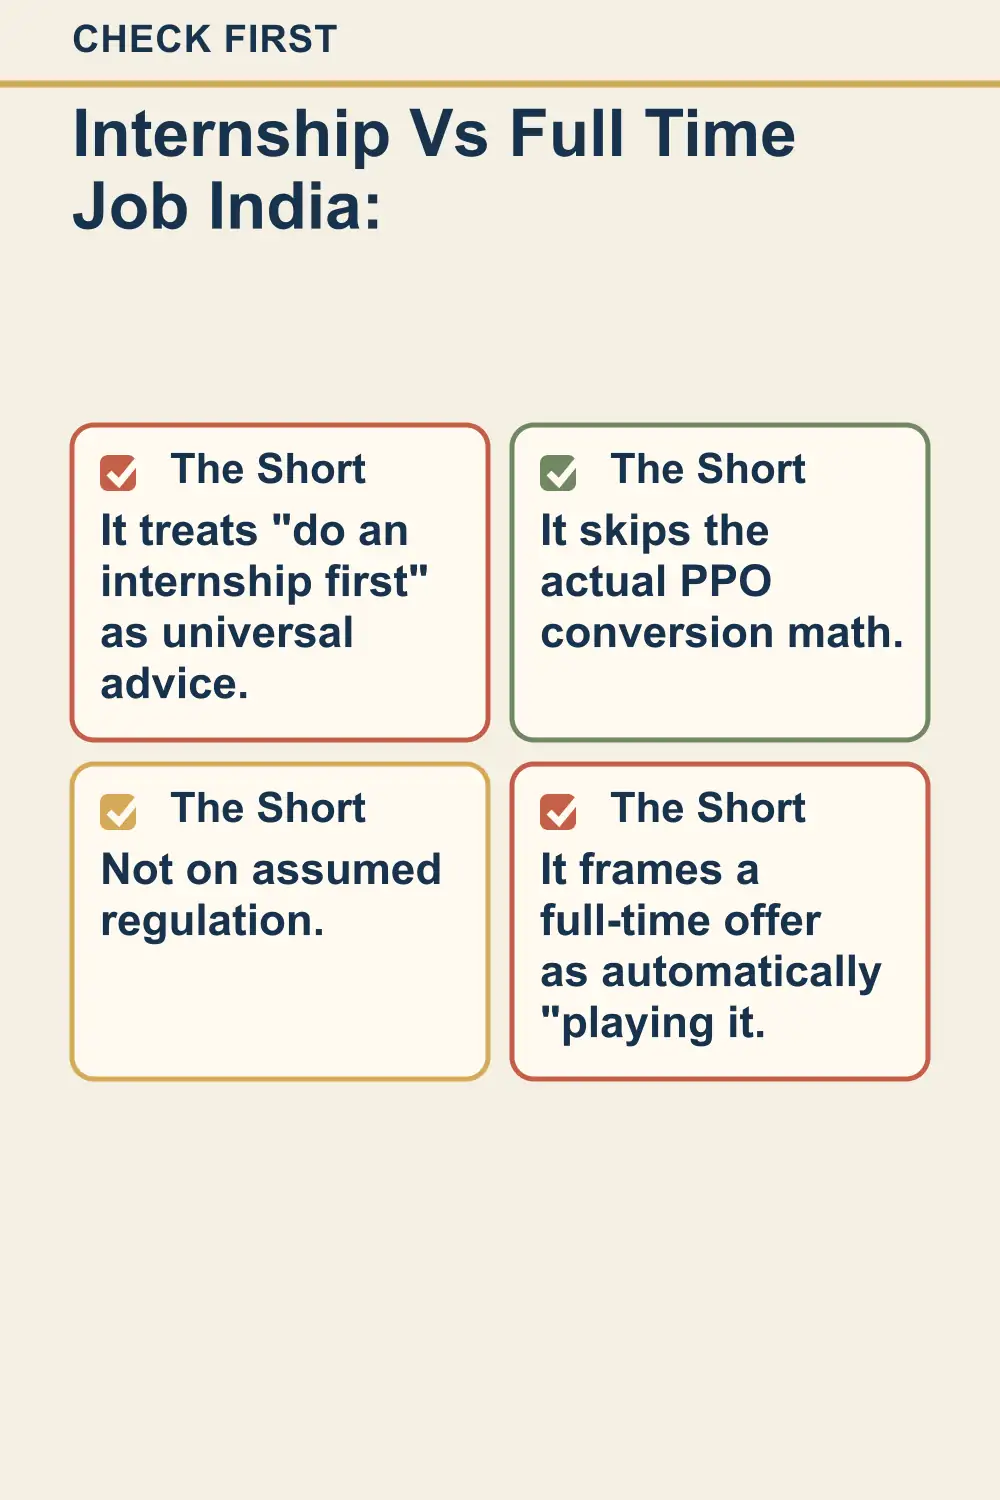 CHECK FIRST
Internship Vs Full Time
Job India:
The Short
It treats "do an
internship first"
as universal
advice.
The Short
It skips the
actual PPO
conversion math.
The Short
Not on assumed
regulation.
The Short
It frames a
full-time offer
as automatically
"playing it.